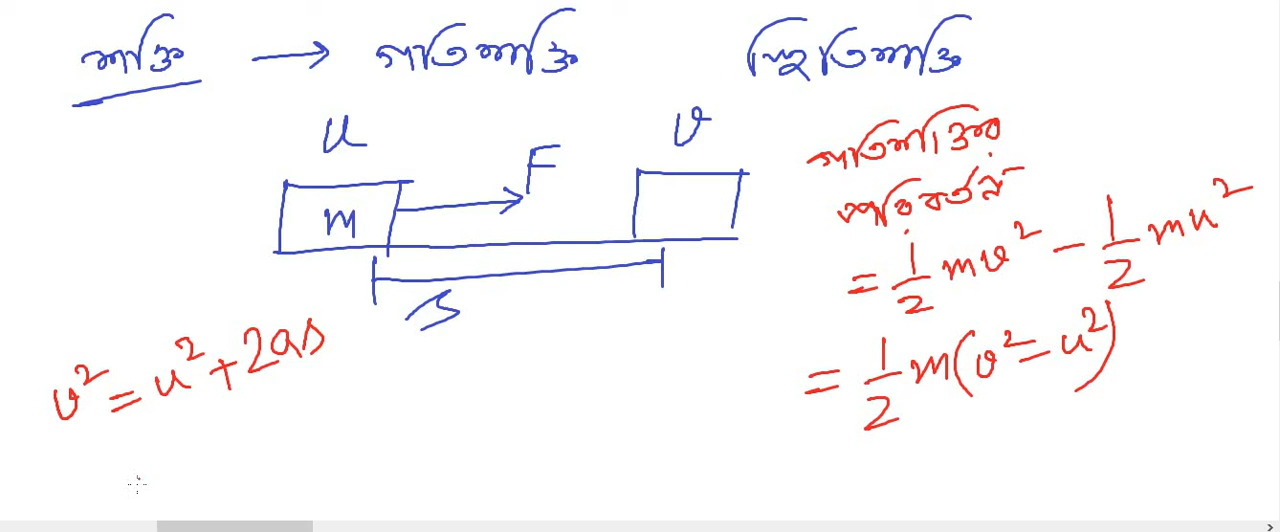 শক্তি → গতিশক্তি স্থিতিশক্তি
u v
F
m
s
গতিশক্তির
পরিবর্তন
= 1/2 mv² - 1/2 mu²
= 1/2 m(v² - u²)
v² = u² + 2as